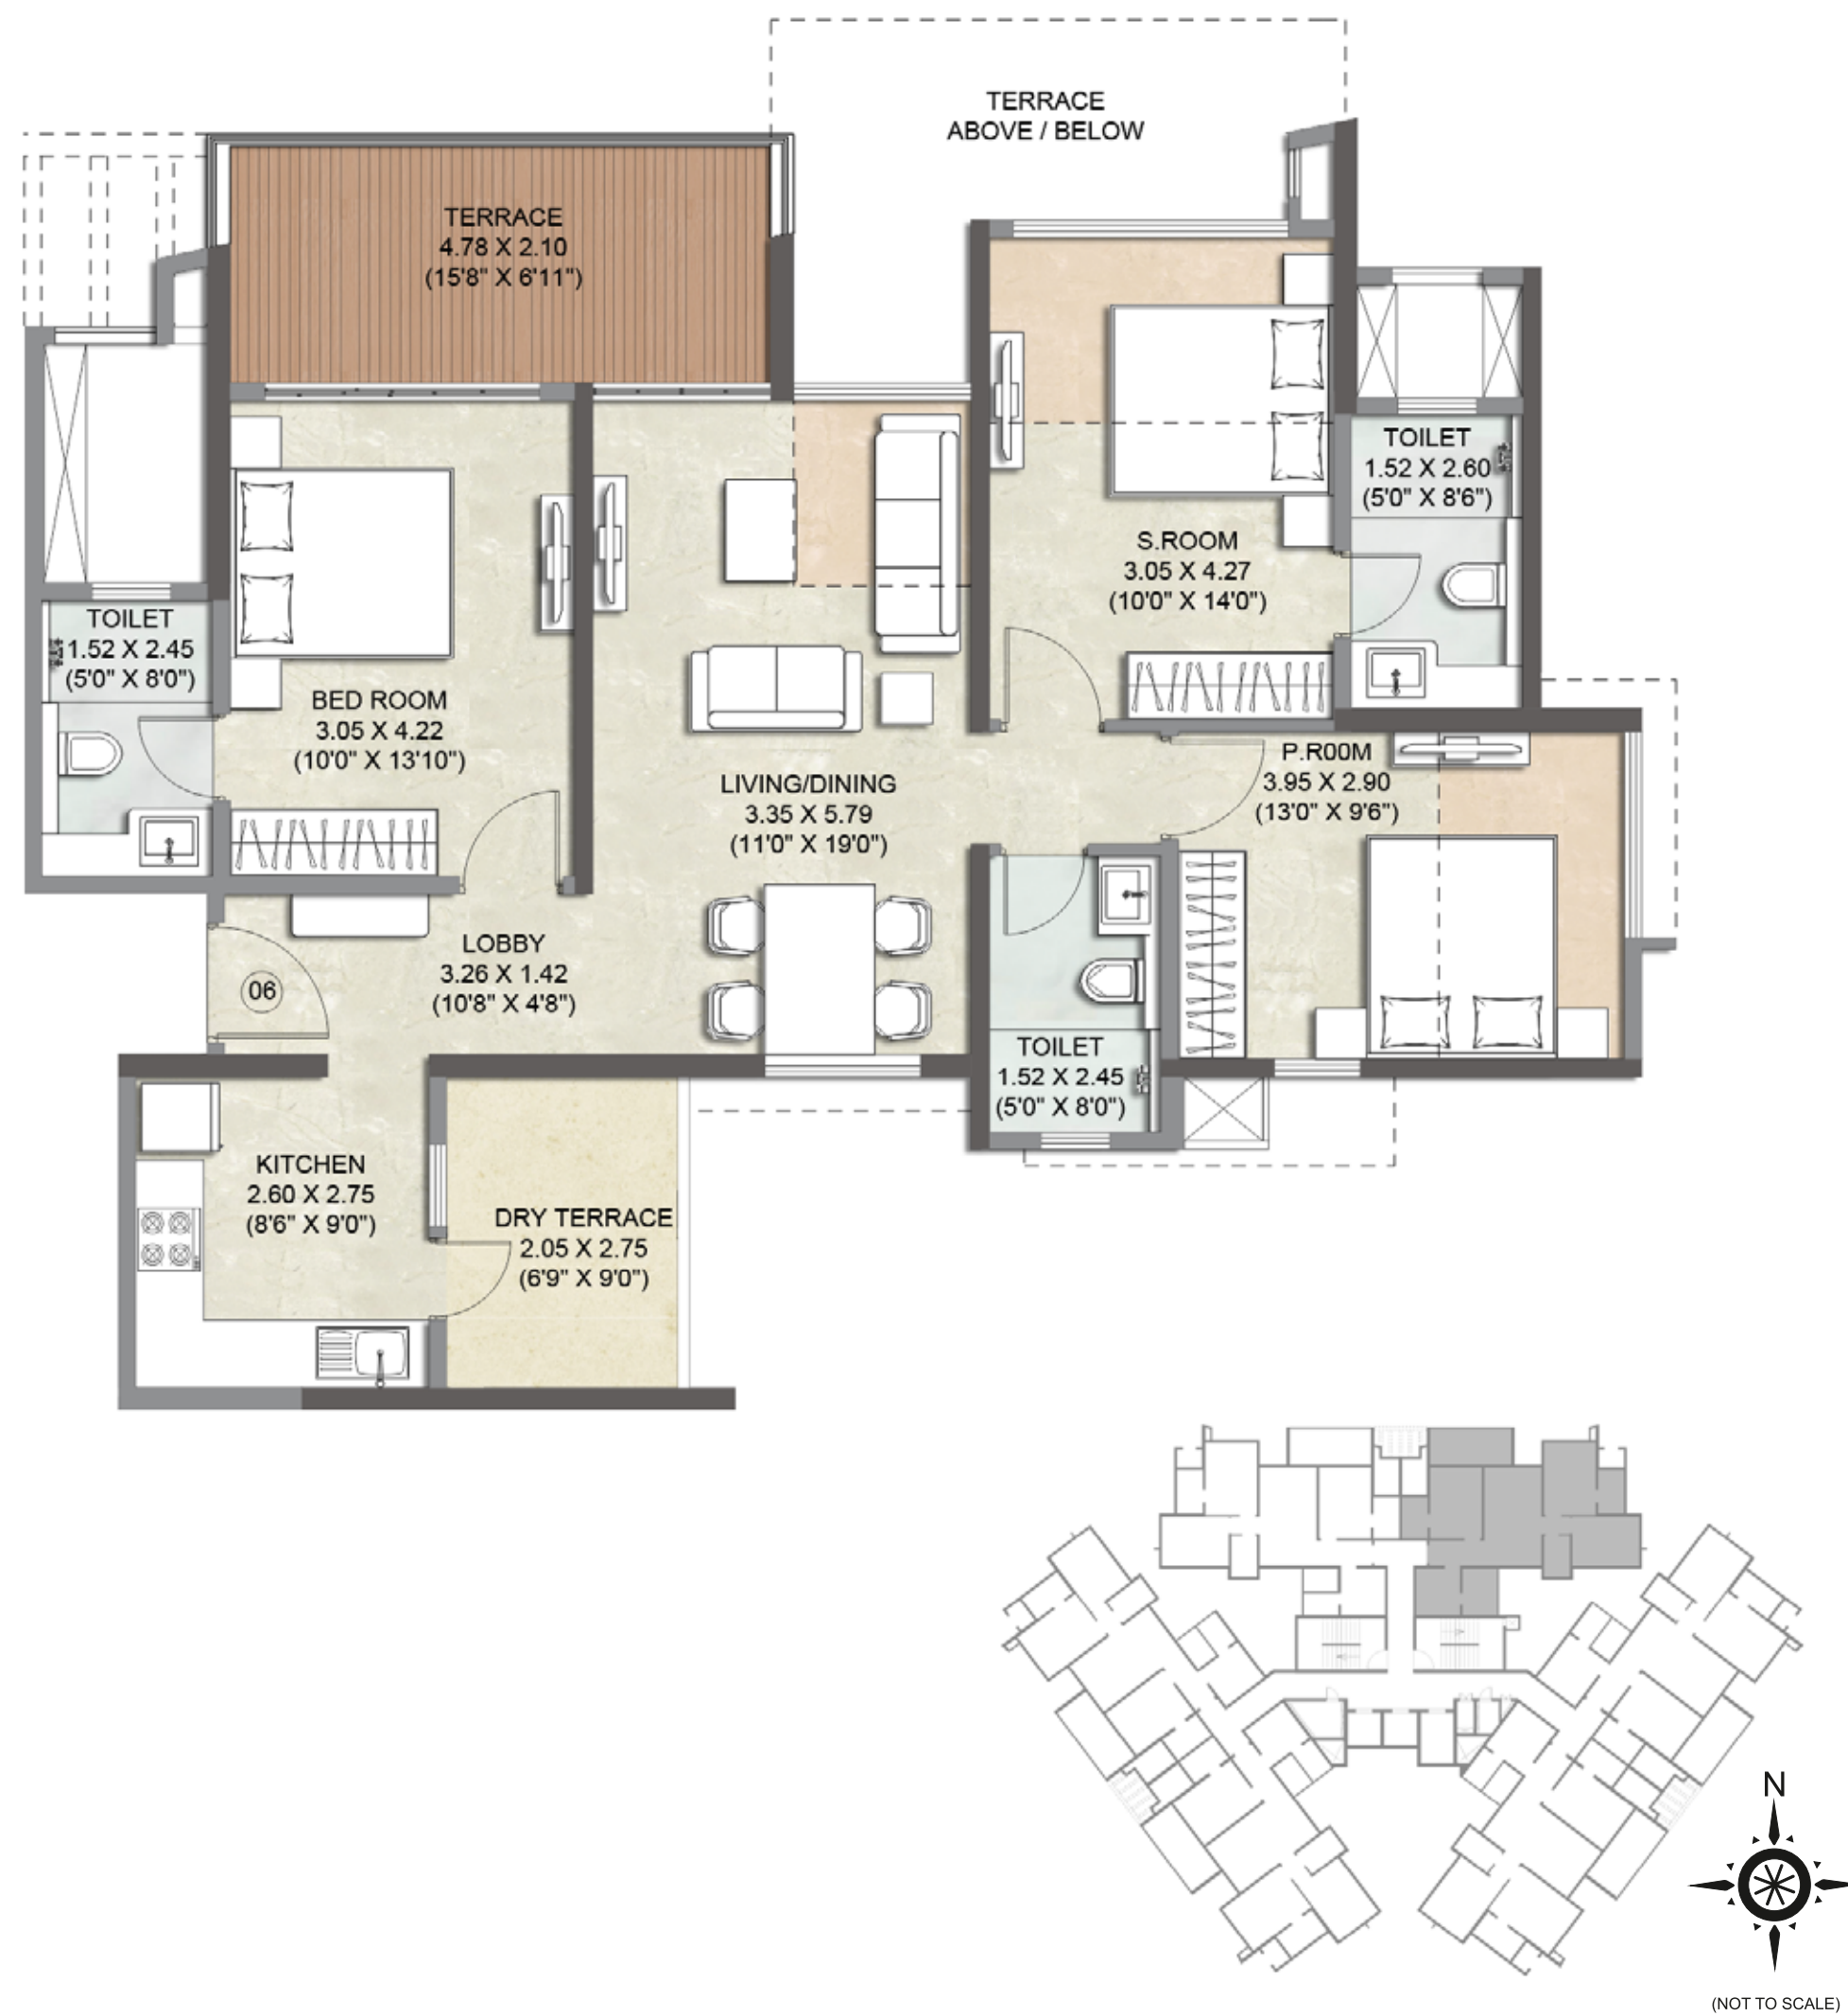 TERRACE
ABOVE / BELOW
TERRACE
4.78 X 2.10
(15'8" X 6'11")
TOILET
1.52 X 2.60
(5'0" X 8'6")
S.ROOM
3.05 X 4.27
(10'0" X 14'0")
TOILET
1.52 X 2.45
(5'0" X 8'0")
BED ROOM
3.05 X 4.22
(10'0" X 13'10")
P.R00M
3.95 X 2.90
(13'0" X 9'6")
LIVING/DINING
3.35 X 5.79
(11'0" X 19'0")
LOBBY
3.26 X 1.42
(10'8" X 4'8")
06
TOILET
1.52 X 2.45
(5'0" X 8'0")
KITCHEN
2.60 X 2.75
(8'6" X 9'0")
DRY TERRACE
2.05 X 2.75
(6'9" X 9'0")
N
(NOT TO SCALE)